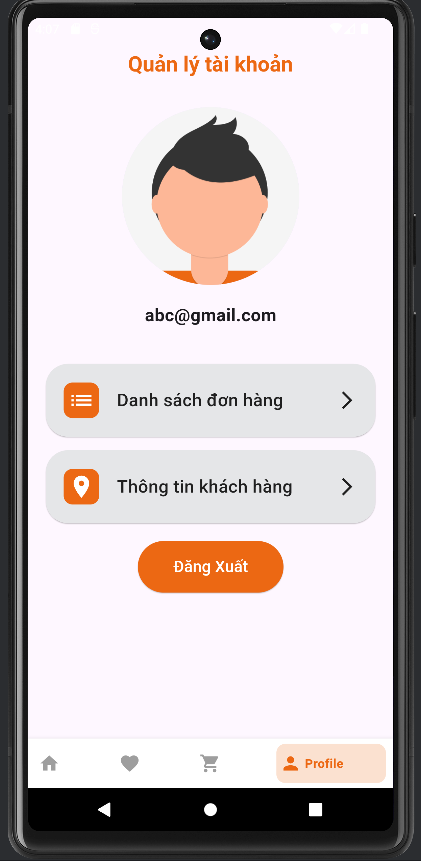 Quản lý tài khoản
abc@gmail.com
Danh sách đơn hàng
Thông tin khách hàng
Đăng Xuất
Profile